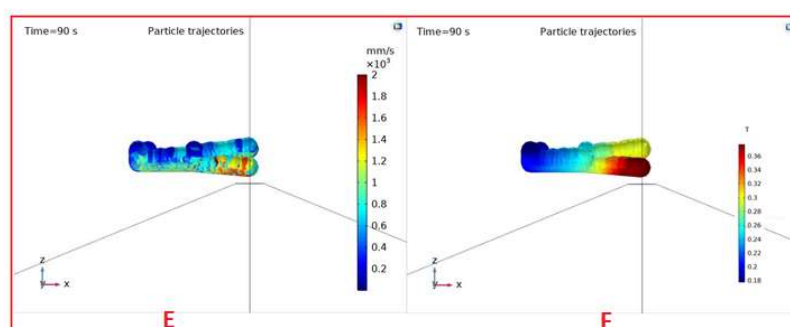 Time=90 s Particle trajectories
mm/s
×10³
2
1.8
1.6
1.4
1.2
1
0.8
0.6
0.4
0.2
z
y x
E
Time=90 s Particle trajectories
T
0.36
0.34
0.32
0.3
0.28
0.26
0.24
0.22
0.2
0.18
z
y x
F